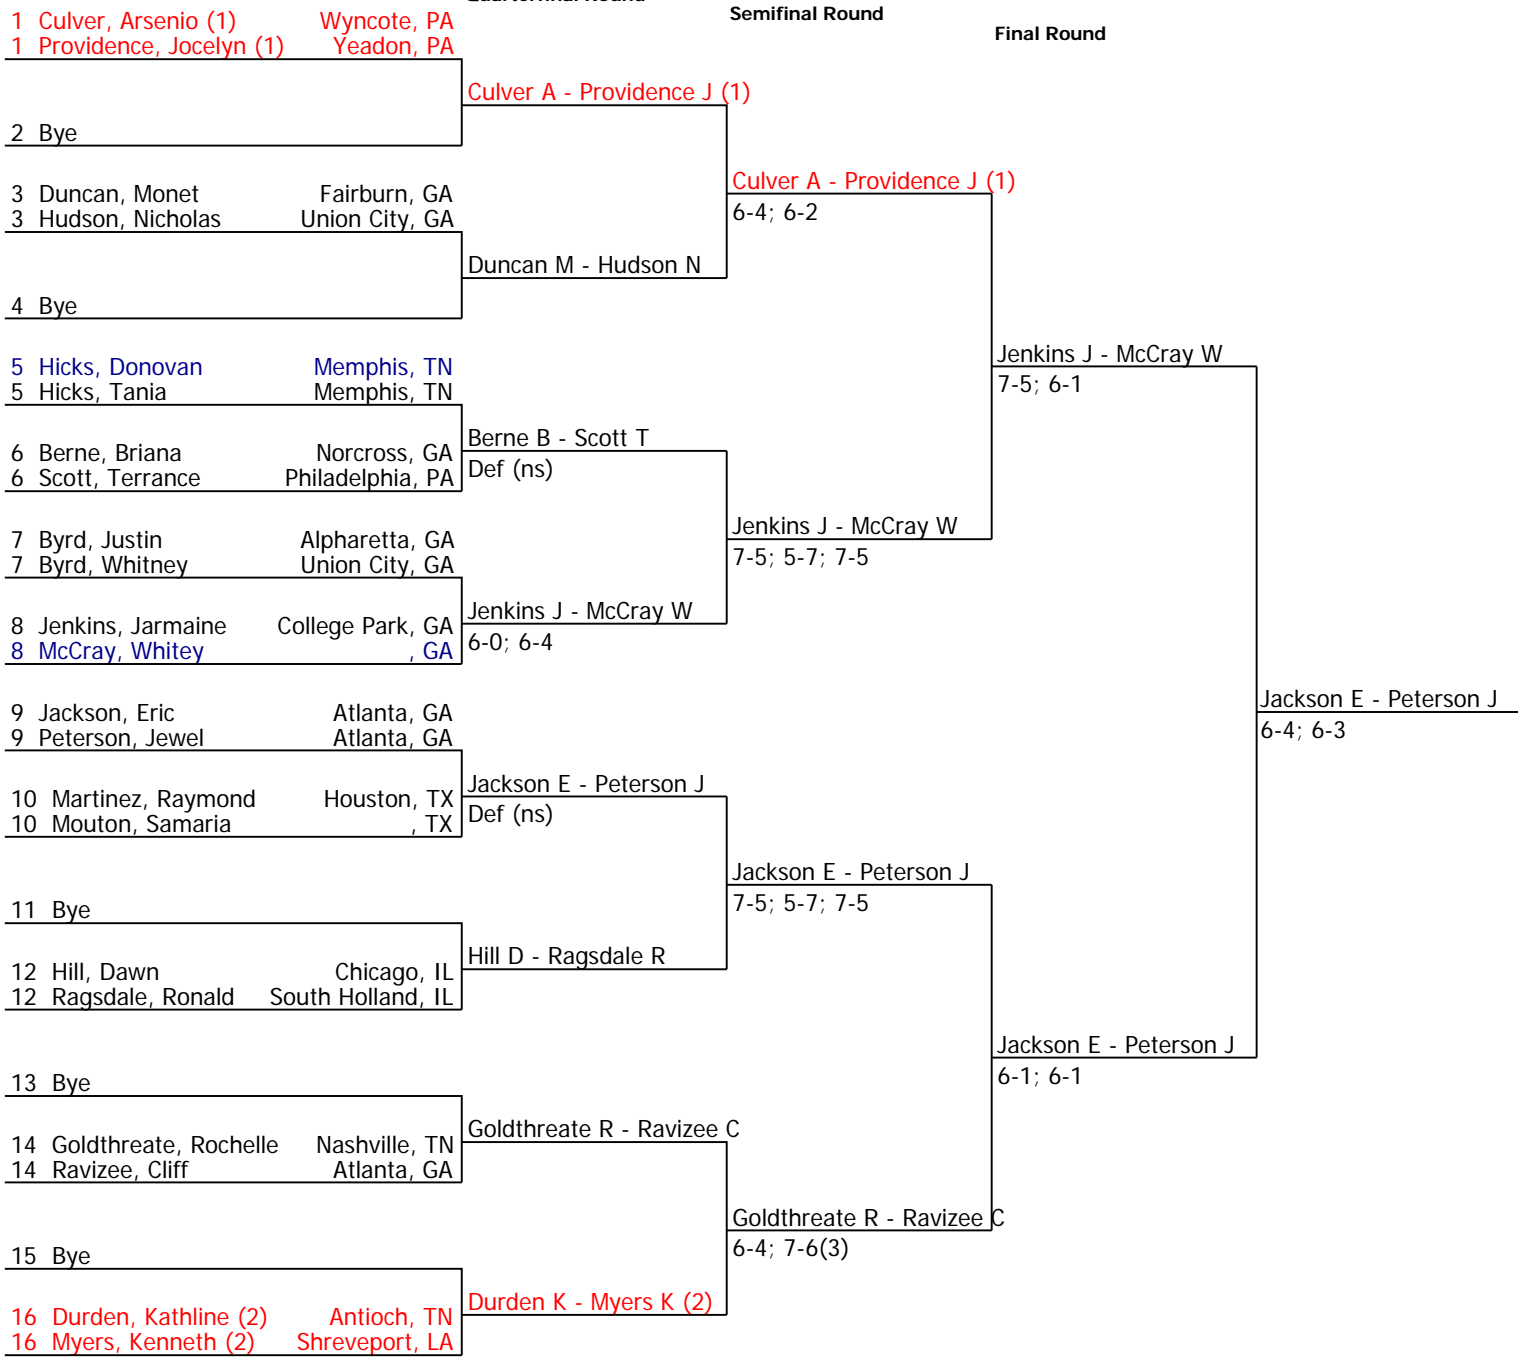 Semifinal Round
Final Round
1 Culver, Arsenio (1) Wyncote, PA
1 Providence, Jocelyn (1) Yeadon, PA
Culver A - Providence J (1)
2 Bye
3 Duncan, Monet Fairburn, GA
3 Hudson, Nicholas Union City, GA
Culver A - Providence J (1)
6-4; 6-2
Duncan M - Hudson N
4 Bye
5 Hicks, Donovan Memphis, TN
5 Hicks, Tania Memphis, TN
Jenkins J - McCray W
7-5; 6-1
6 Berne, Briana Norcross, GA
6 Scott, Terrance Philadelphia, PA
Berne B - Scott T
Def (ns)
7 Byrd, Justin Alpharetta, GA
7 Byrd, Whitney Union City, GA
Jenkins J - McCray W
7-5; 5-7; 7-5
8 Jenkins, Jarmaine College Park, GA
8 McCray, Whitey , GA
Jenkins J - McCray W
6-0; 6-4
9 Jackson, Eric Atlanta, GA
9 Peterson, Jewel Atlanta, GA
Jackson E - Peterson J
6-4; 6-3
10 Martinez, Raymond Houston, TX
10 Mouton, Samaria , TX
Jackson E - Peterson J
Def (ns)
Jackson E - Peterson J
7-5; 5-7; 7-5
11 Bye
12 Hill, Dawn Chicago, IL
12 Ragsdale, Ronald South Holland, IL
Hill D - Ragsdale R
Jackson E - Peterson J
6-1; 6-1
13 Bye
14 Goldthreate, Rochelle Nashville, TN
14 Ravizee, Cliff Atlanta, GA
Goldthreate R - Ravizee C
Goldthreate R - Ravizee C
6-4; 7-6(3)
15 Bye
16 Durden, Kathline (2) Antioch, TN
16 Myers, Kenneth (2) Shreveport, LA
Durden K - Myers K (2)